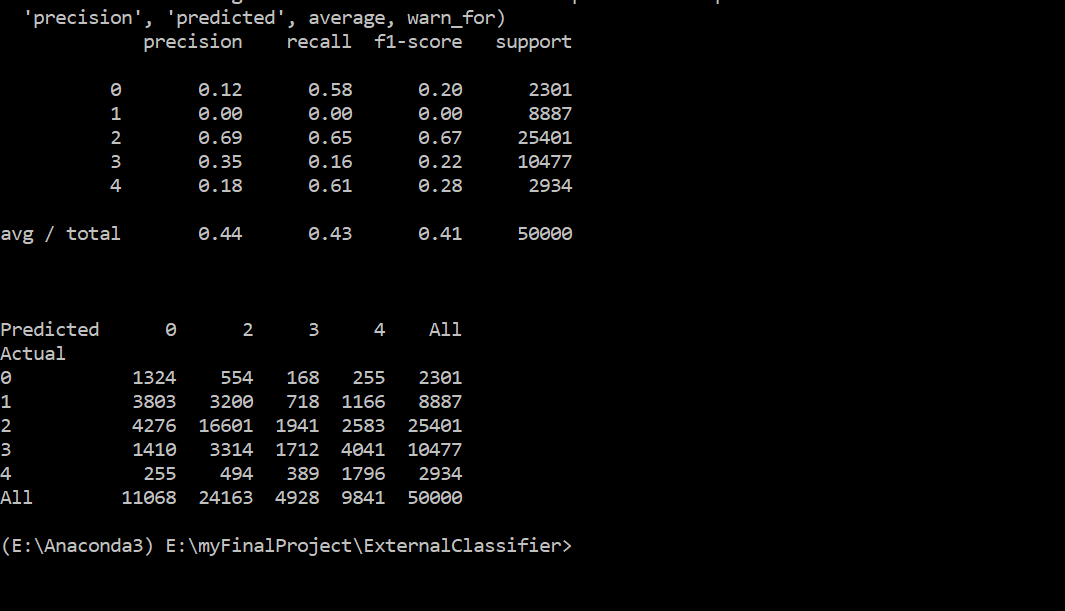 'precision', 'predicted', average, warn_for)
precision recall f1-score support
0 0.12 0.58 0.20 2301
1 0.00 0.00 0.00 8887
2 0.69 0.65 0.67 25401
3 0.35 0.16 0.22 10477
4 0.18 0.61 0.28 2934
avg / total 0.44 0.43 0.41 50000
Predicted 0 2 3 4 All
Actual
0 1324 554 168 255 2301
1 3803 3200 718 1166 8887
2 4276 16601 1941 2583 25401
3 1410 3314 1712 4041 10477
4 255 494 389 1796 2934
All 11068 24163 4928 9841 50000
(E:\Anaconda3) E:\myFinalProject\ExternalClassifier>